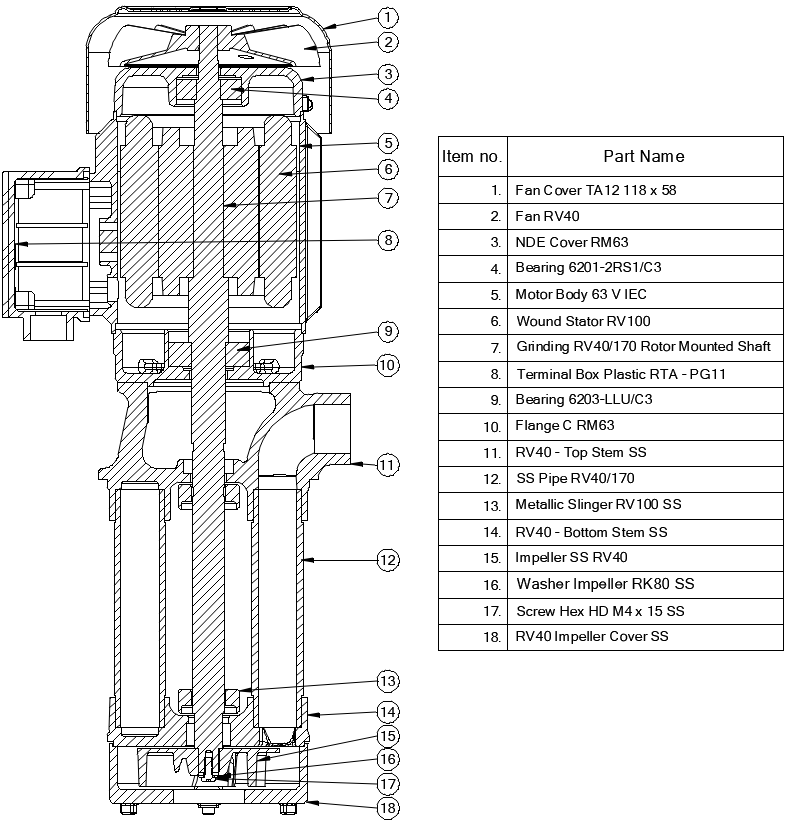 1
2
3
4
5
6
7
8
9
10
11
12
13
14
15
16
17
18
Item no. Part Name
1. Fan Cover TA12 118 x 58
2. Fan RV40
3. NDE Cover RM63
4. Bearing 6201-2RS1/C3
5. Motor Body 63 V IEC
6. Wound Stator RV100
7. Grinding RV40/170 Rotor Mounted Shaft
8. Terminal Box Plastic RTA - PG11
9. Bearing 6203-LLU/C3
10. Flange C RM63
11. RV40 - Top Stem SS
12. SS Pipe RV40/170
13. Metallic Slinger RV100 SS
14. RV40 - Bottom Stem SS
15. Impeller SS RV40
16. Washer Impeller RK80 SS
17. Screw Hex HD M4 x 15 SS
18. RV40 Impeller Cover SS